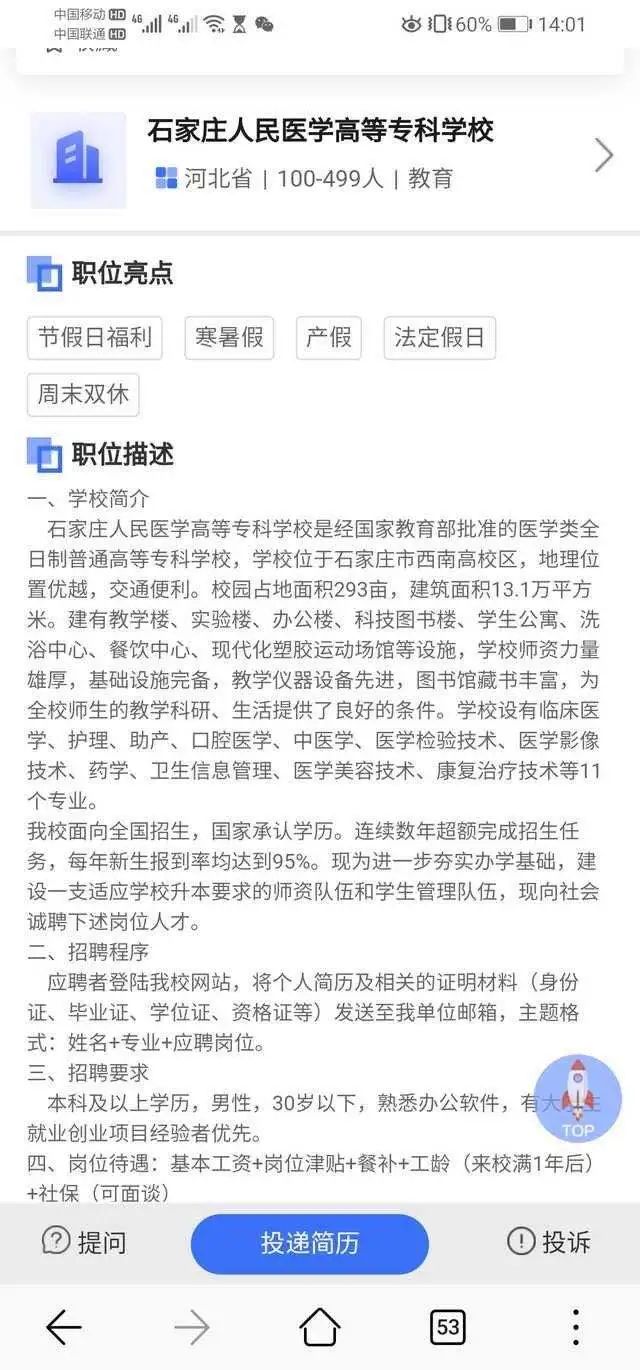 中国移动 HD 4G 4G 60% 14:01
中国联通 HD
石家庄人民医学高等专科学校
河北省 | 100-499人 | 教育
职位亮点
节假日福利 寒暑假 产假 法定假日
周末双休
职位描述
一、学校简介
石家庄人民医学高等专科学校是经国家教育部批准的医学类全
日制普通高等专科学校，学校位于石家庄市西南高校区，地理位
置优越，交通便利。校园占地面积293亩，建筑面积13.1万平方
米。建有教学楼、实验楼、办公楼、科技图书楼、学生公寓、洗
浴中心、餐饮中心、现代化塑胶运动场馆等设施，学校师资力量
雄厚，基础设施完备，教学仪器设备先进，图书馆藏书丰富，为
全校师生的教学科研、生活提供了良好的条件。学校设有临床医
学、护理、助产、口腔医学、中医学、医学检验技术、医学影像
技术、药学、卫生信息管理、医学美容技术、康复治疗技术等11
个专业。
我校面向全国招生，国家承认学历。连续数年超额完成招生任
务，每年新生报到率均达到95%。现为进一步夯实办学基础，建
设一支适应学校升本要求的师资队伍和学生管理队伍，现向社会
诚聘下述岗位人才。
二、招聘程序
应聘者登陆我校网站，将个人简历及相关的证明材料（身份
证、毕业证、学位证、资格证等）发送至我单位邮箱，主题格
式：姓名+专业+应聘岗位。
三、招聘要求
本科及以上学历，男性，30岁以下，熟悉办公软件，有大学生
就业创业项目经验者优先。
TOP
四、岗位待遇：基本工资+岗位津贴+餐补+工龄（来校满1年后）
+社保（可面谈）
提问 投递简历 投诉
53